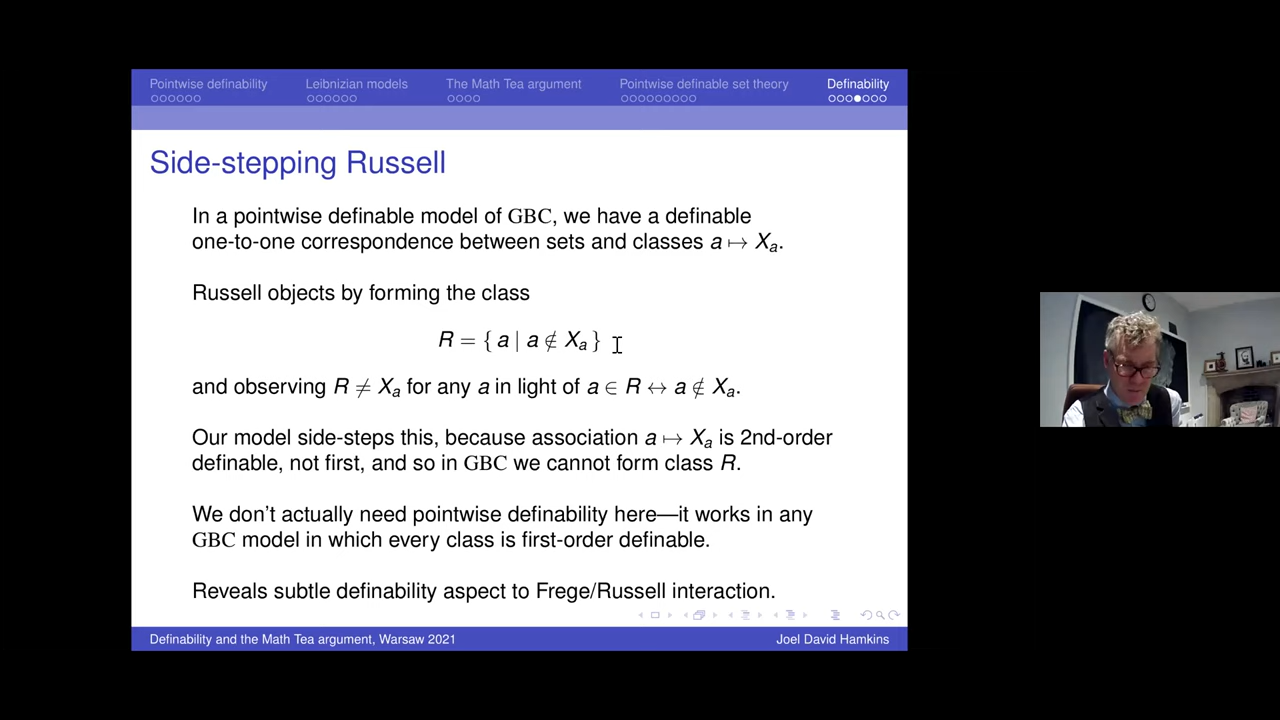 Pointwise definability Leibnizian models The Math Tea argument Pointwise definable set theory Definability
Side-stepping Russell
In a pointwise definable model of GBC, we have a definable
one-to-one correspondence between sets and classes a ↦ Xₐ.
Russell objects by forming the class
R = { a | a ∉ Xₐ }
and observing R ≠ Xₐ for any a in light of a ∈ R ↔ a ∉ Xₐ.
Our model side-steps this, because association a ↦ Xₐ is 2nd-order
definable, not first, and so in GBC we cannot form class R.
We don't actually need pointwise definability here—it works in any
GBC model in which every class is first-order definable.
Reveals subtle definability aspect to Frege/Russell interaction.
Definability and the Math Tea argument, Warsaw 2021 Joel David Hamkins